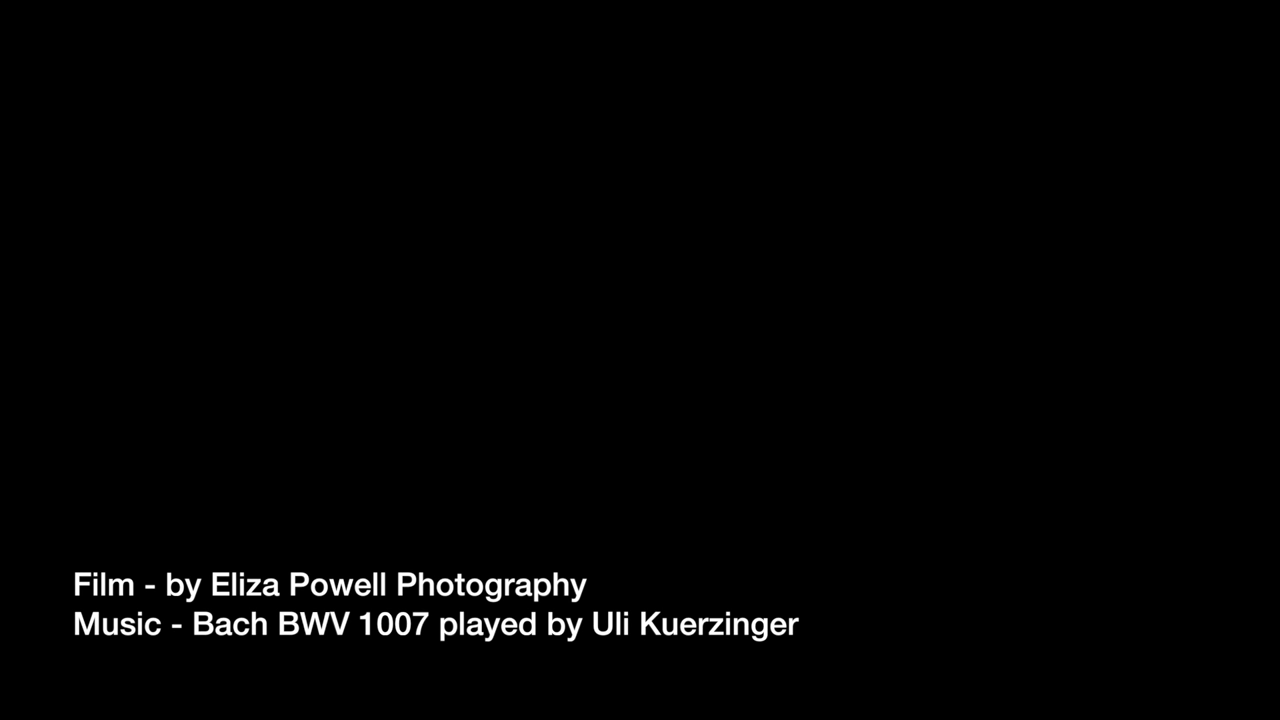 Film - by Eliza Powell Photography
Music - Bach BWV 1007 played by Uli Kuerzinger